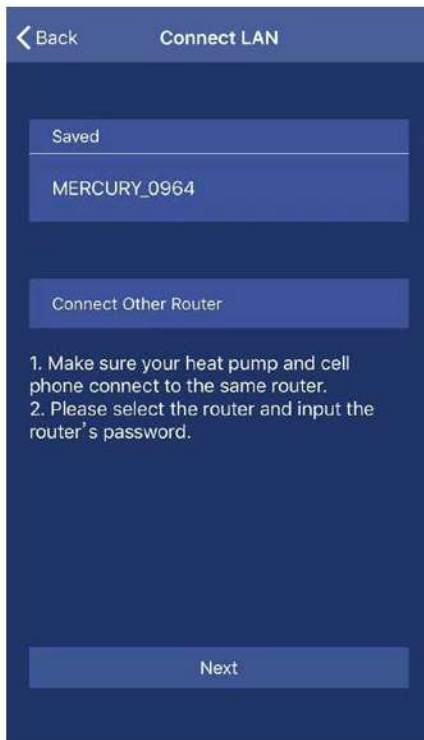 Back
Connect LAN
Saved
MERCURY_0964
Connect Other Router
1. Make sure your heat pump and cell
phone connect to the same router.
2. Please select the router and input the
router's password.
Next